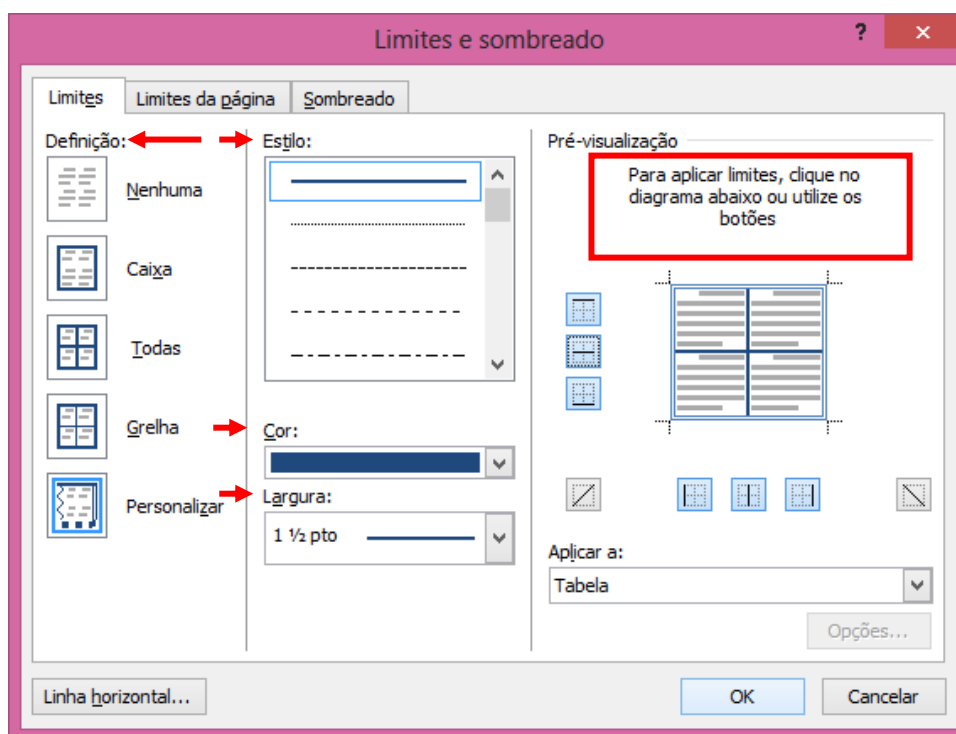 Limites e sombreado
?
×
Limites
Limites da página
Sombreado
Definição:
Nenhuma
Caixa
Todas
Grelha
Personalizar
Estilo:
Cor:
Largura:
1 ½ pto
Pré-visualização
Para aplicar limites, clique no
diagrama abaixo ou utilize os
botões
Aplicar a:
Tabela
Opções...
Linha horizontal...
OK
Cancelar